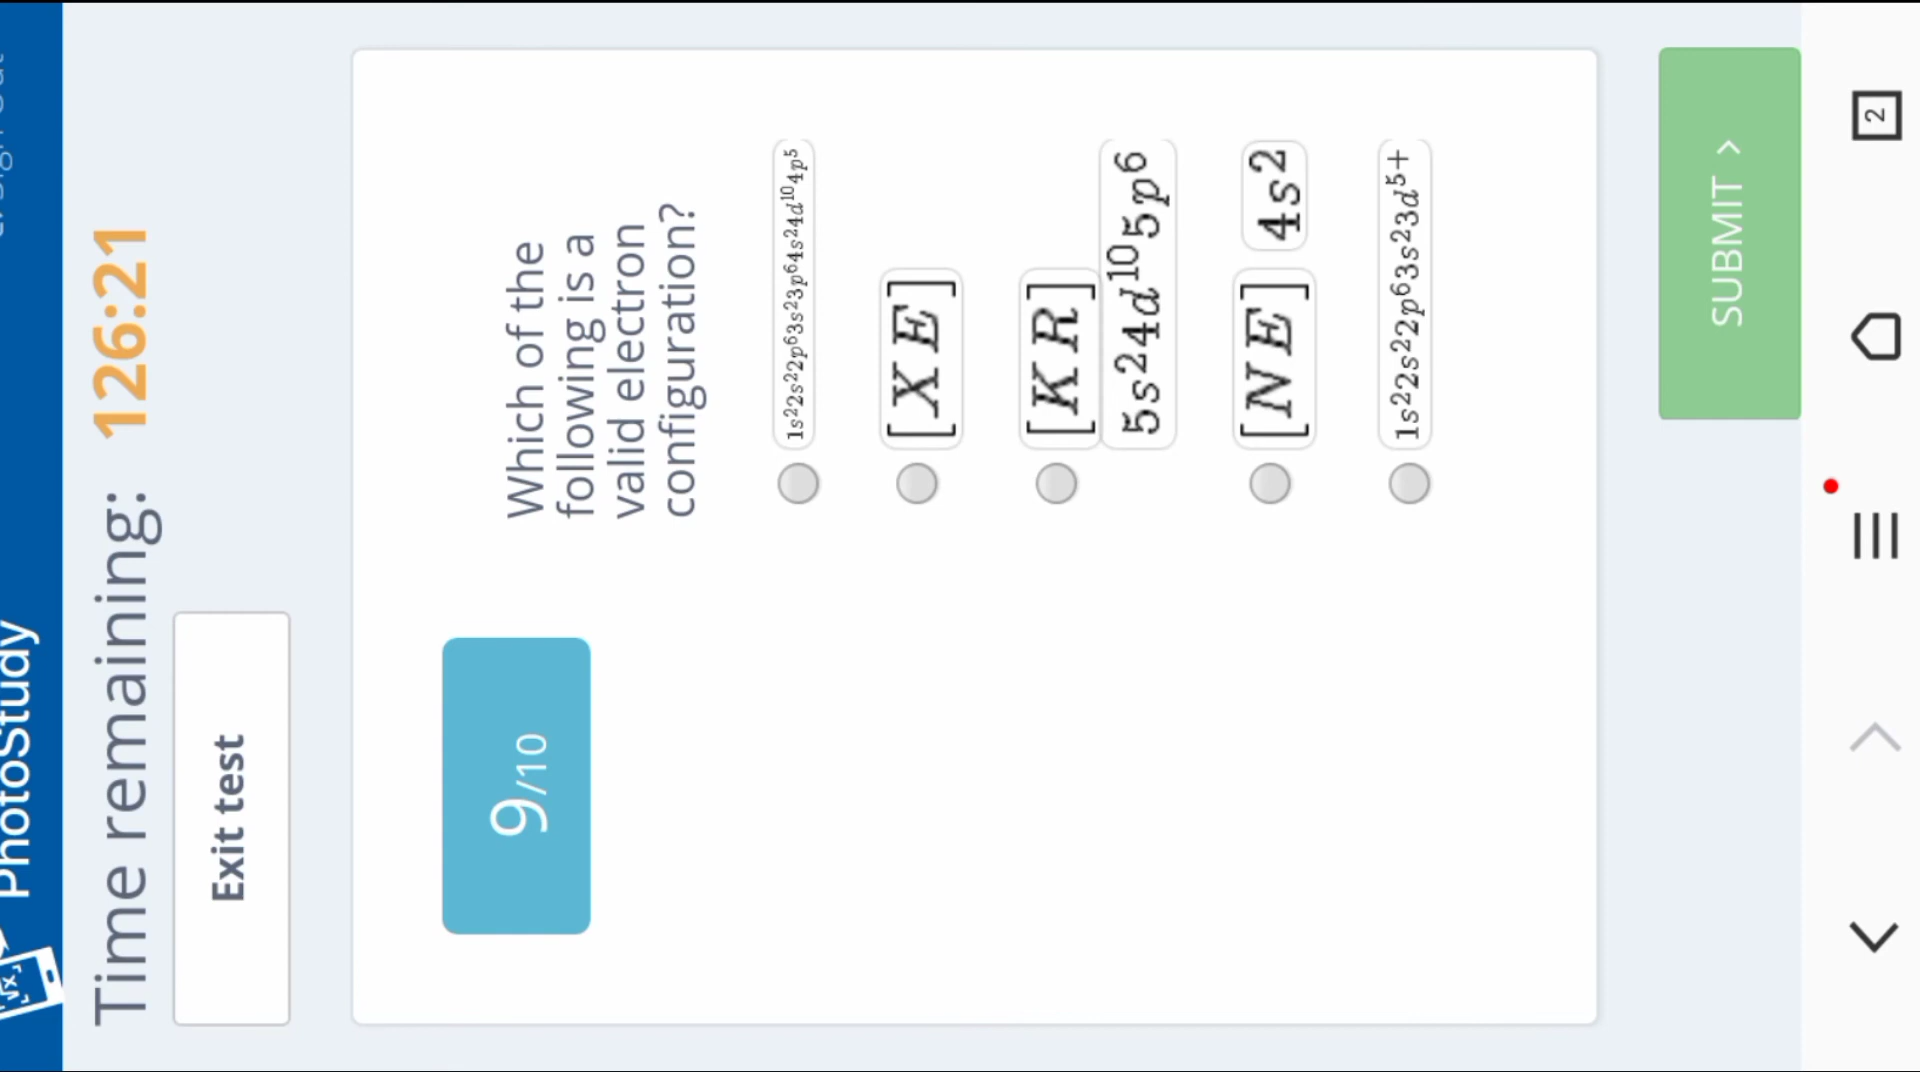 PhotoStudy
Time remaining: 126:21
Exit test
9/10
Which of the
following is a
valid electron
configuration?
1s²2s²2p⁶3s²3p⁶4s²4d¹⁰4p⁵
[XE]
[KR]
5s²4d¹⁰5p⁶
[NE] 4s²
1s²2s²2p⁶3s²3d⁵⁺
SUBMIT >
2